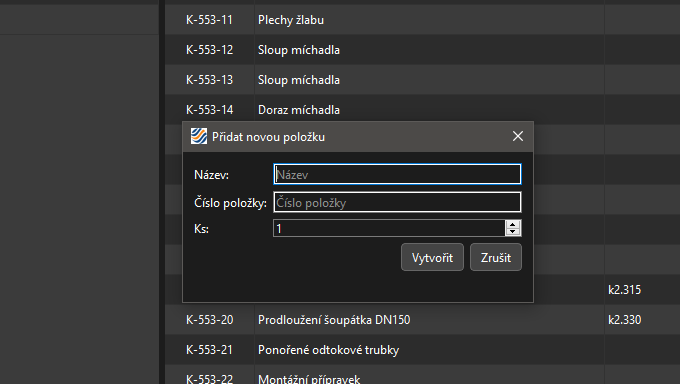 K-553-11 Plechy žlabu
K-553-12 Sloup míchadla
K-553-13 Sloup míchadla
K-553-14 Doraz míchadla
Přidat novou položku
Název: Název
Číslo položky: Číslo položky
Ks: 1
Vytvořit Zrušit
k2.315
K-553-20 Prodloužení šoupátka DN150 k2.330
K-553-21 Ponořené odtokové trubky
K-553-22 Montážní přípravek